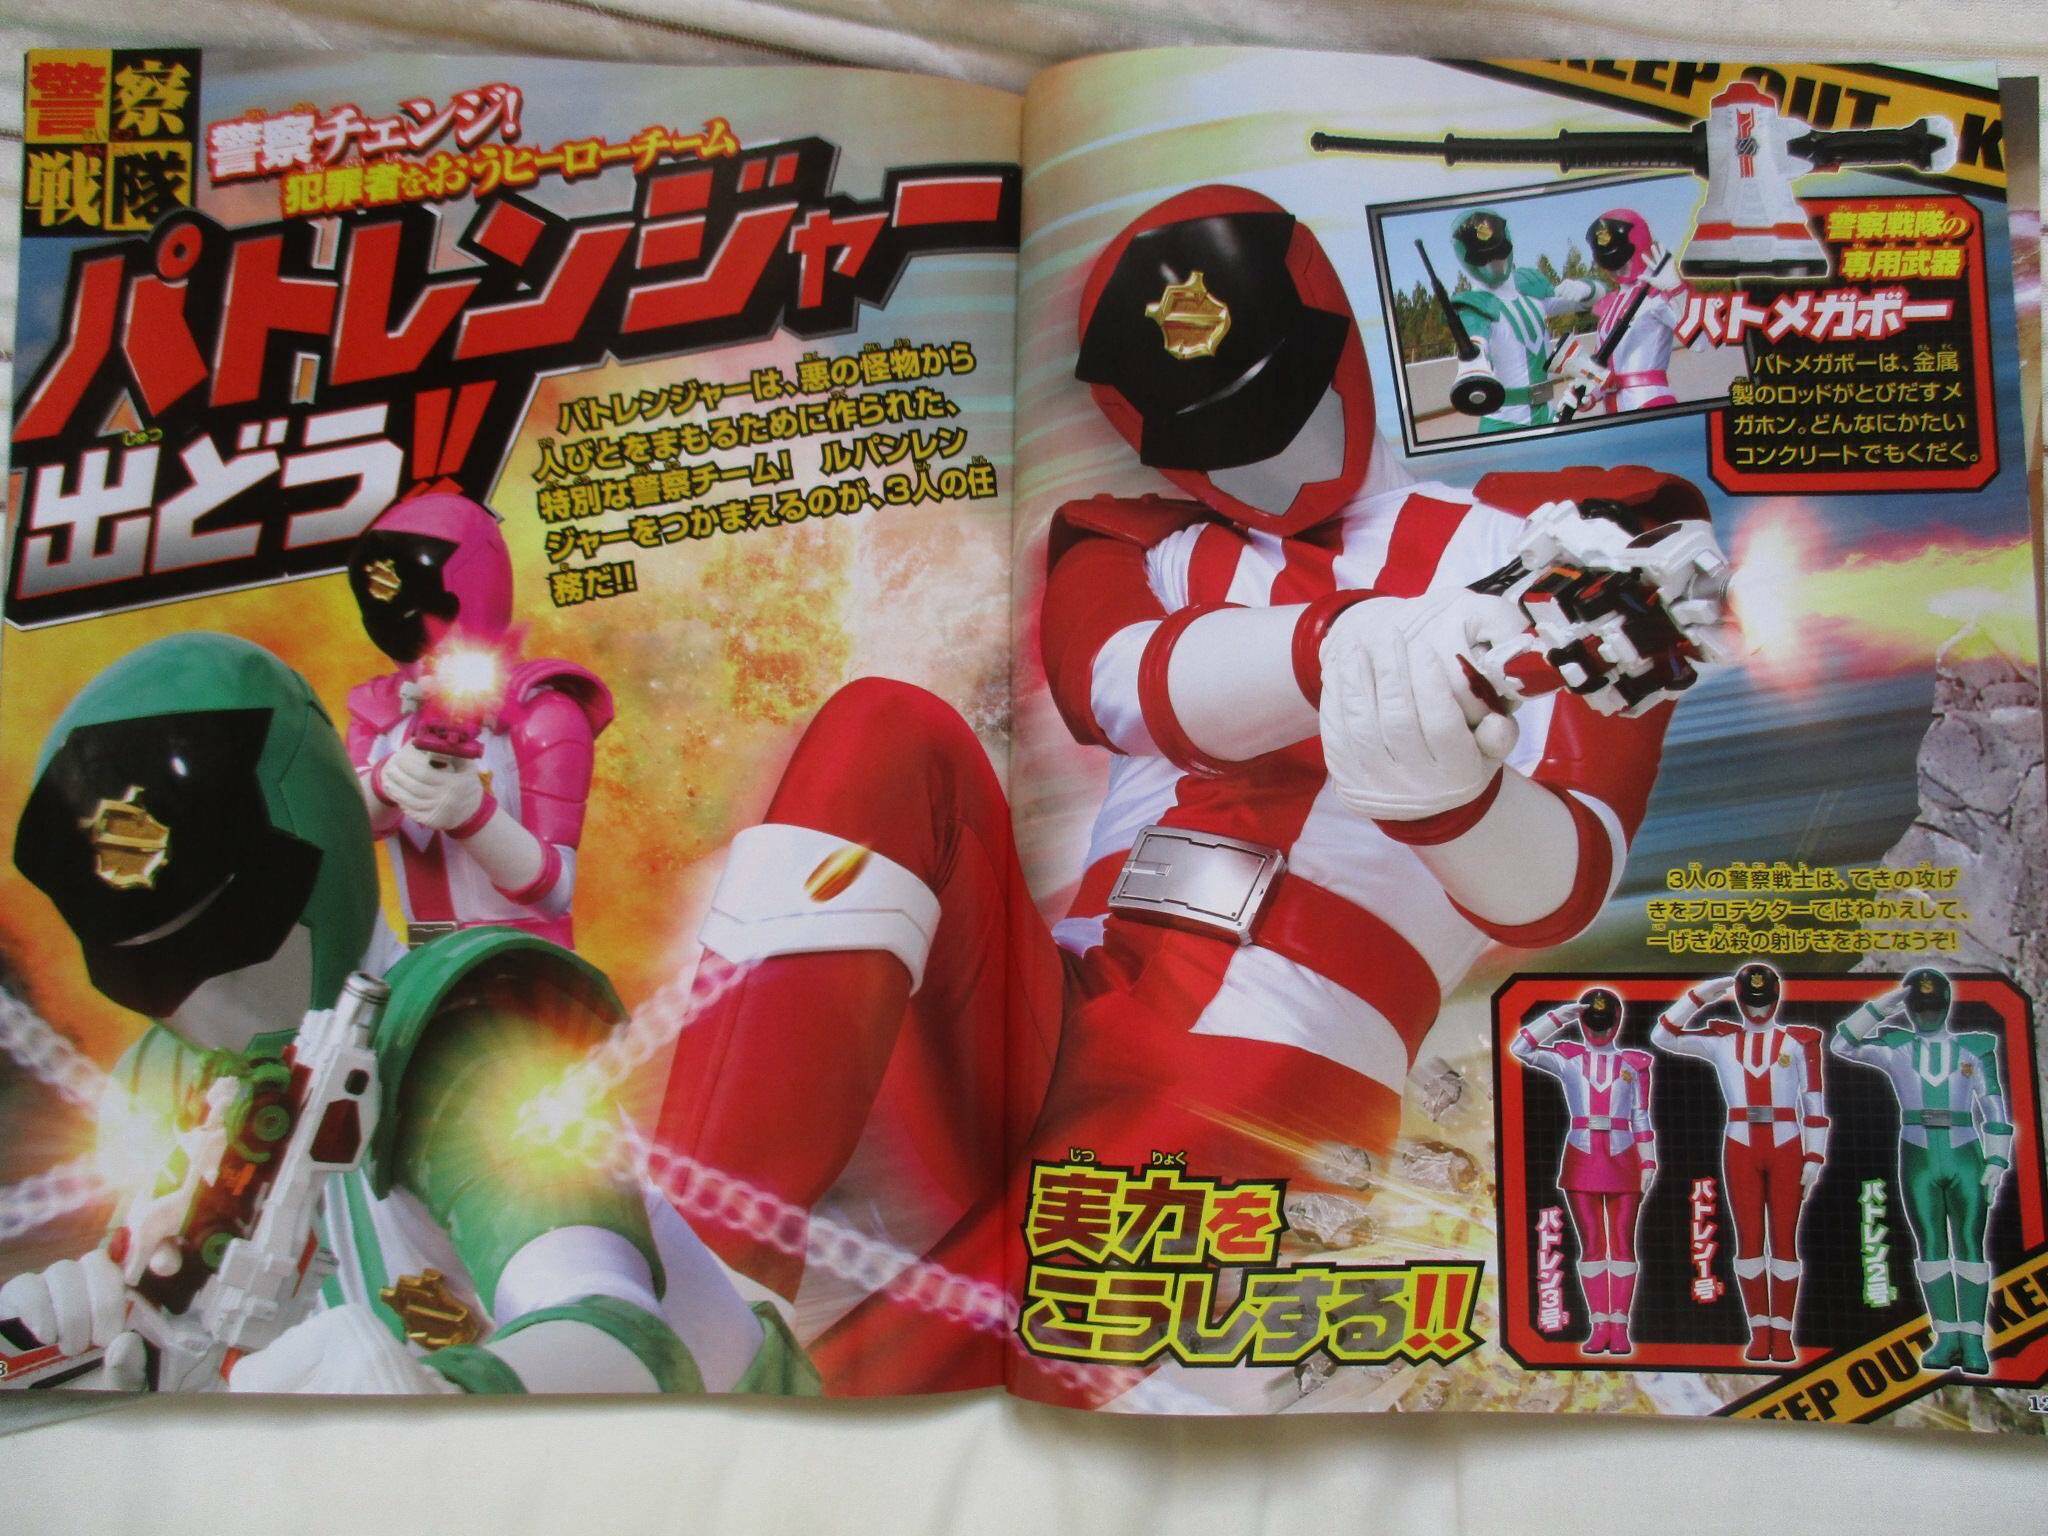 警察
戦隊
警察チェンジ!
犯罪者をおうヒーローチーム
パトレンジャー
出どう!!
パトレンジャーは、悪の怪物から
人びとをまもるために作られた、
特別な警察チーム! ルパンレン
ジャーをつかまえるのが、3人の任
務だ!!
KEEP OUT
警察戦隊の
専用武器
パトメガボー
パトメガボーは、金属
製のロッドがとびだすメ
ガホン。どんなにかたい
コンクリートでもくだく。
3人の警察戦士は、てきの攻げ
きをプロテクターではねかえして、
一げき必殺の射げきをおこなうぞ!
パトレン3号
パトレン1号
パトレン2号
実力を
こうしする!!
KEEP OUT